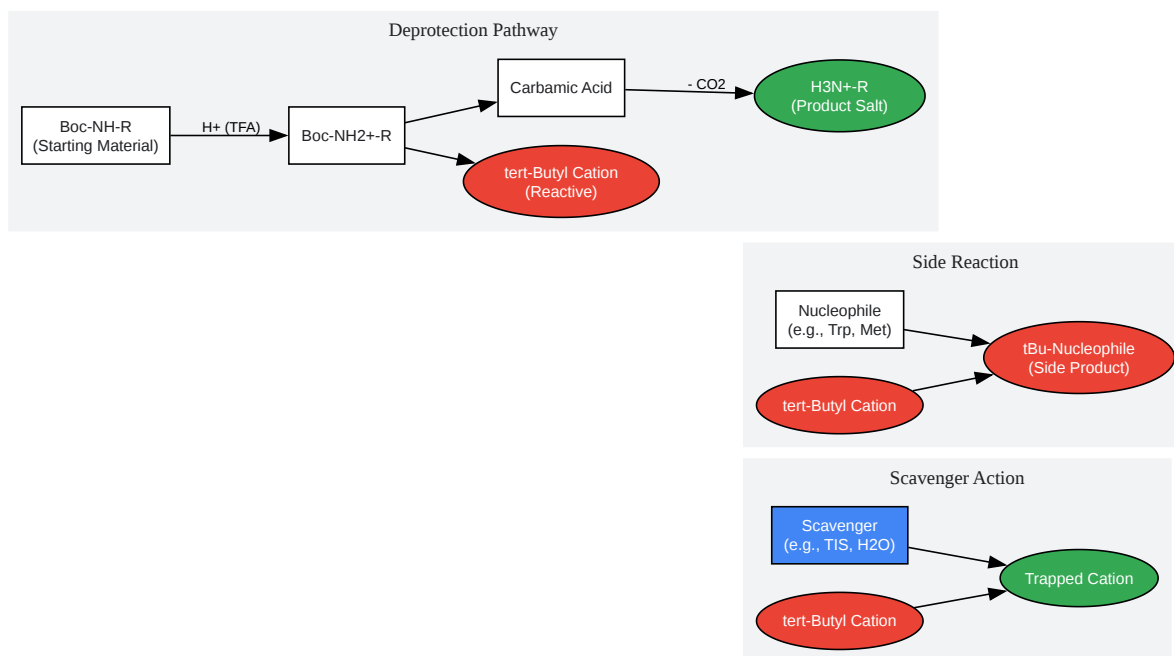 Deprotection Pathway
Boc-NH-R
(Starting Material)
H+ (TFA)
Boc-NH2+-R
Carbamic Acid
- CO2
H3N+-R
(Product Salt)
tert-Butyl Cation
(Reactive)
Side Reaction
Nucleophile
(e.g., Trp, Met)
tert-Butyl Cation
tBu-Nucleophile
(Side Product)
Scavenger Action
Scavenger
(e.g., TIS, H2O)
tert-Butyl Cation
Trapped Cation